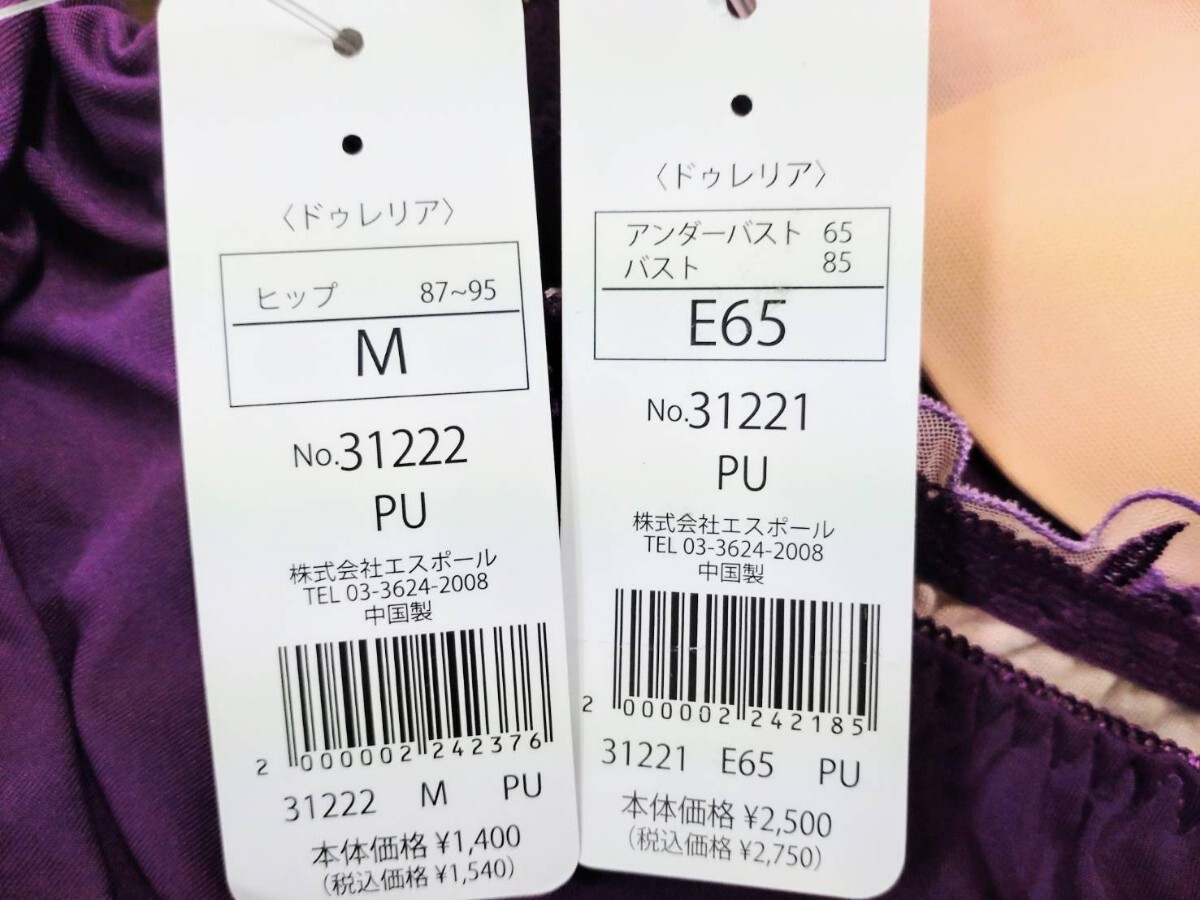 〈ドゥレリア〉
ヒップ 87~95
M
No.31222
PU
株式会社エスポール
TEL 03-3624-2008
中国製
2 000002 242376
31222 M PU
本体価格 ¥1,400
(税込価格 ¥1,540)
〈ドゥレリア〉
アンダーバスト 65
バスト 85
E65
No.31221
PU
株式会社エスポール
TEL 03-3624-2008
中国製
2 000002 242185
31221 E65 PU
本体価格 ¥2,500
(税込価格 ¥2,750)